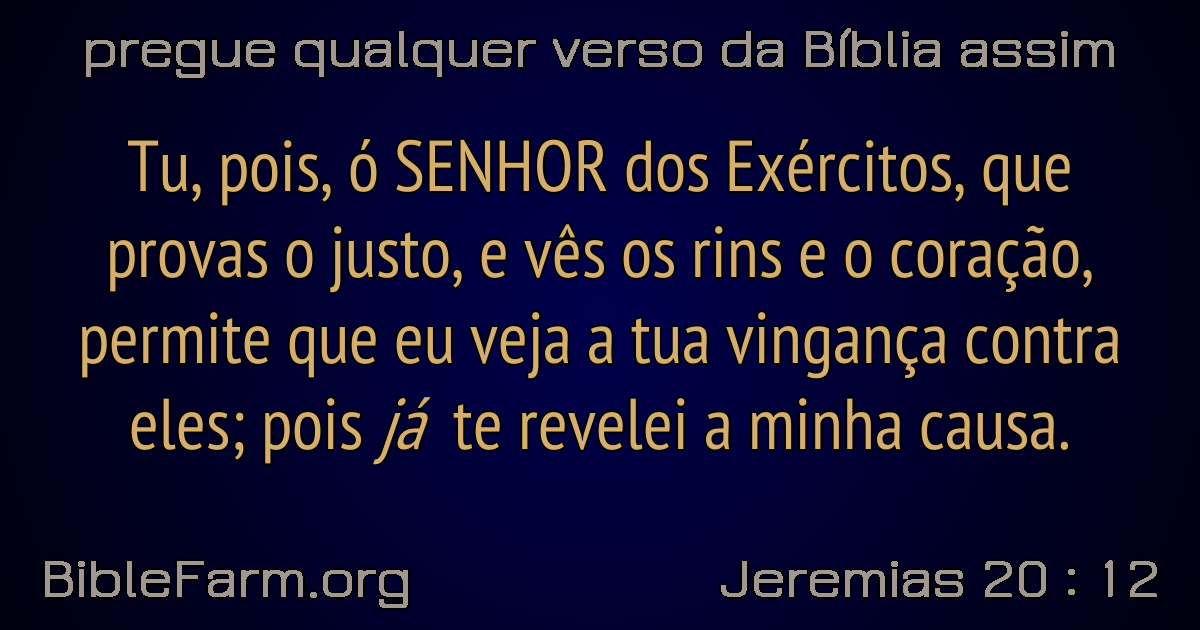 pregue qualquer verso da Bíblia assim
Tu, pois, ó SENHOR dos Exércitos, que
provas o justo, e vês os rins e o coração,
permite que eu veja a tua vingança contra
eles; pois já te revelei a minha causa.
BibleFarm.org
Jeremias 20 : 12